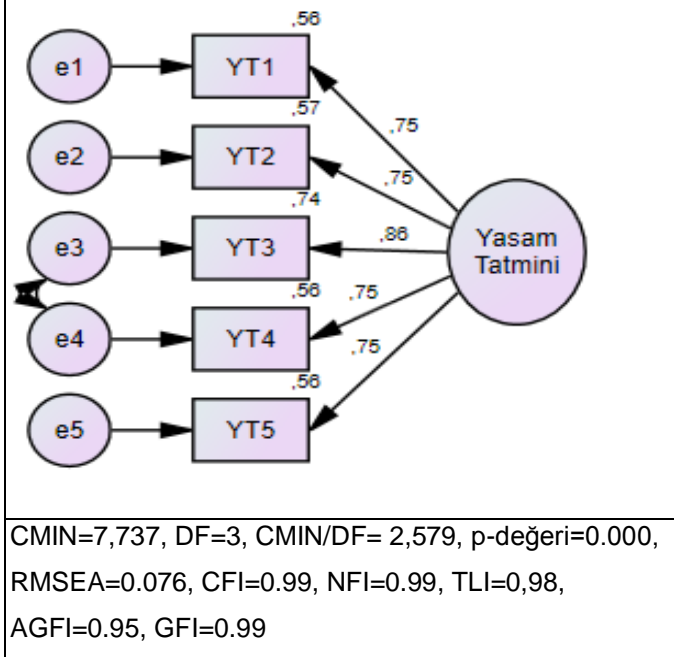 ,56
e1 YT1
,57 ,75
e2 YT2 ,75
,74
e3 YT3 ,86 Yasam
Tatmini
,56 ,75
e4 YT4
,75
,56
e5 YT5
CMIN=7,737, DF=3, CMIN/DF= 2,579, p-değeri=0.000,
RMSEA=0.076, CFI=0.99, NFI=0.99, TLI=0,98,
AGFI=0.95, GFI=0.99